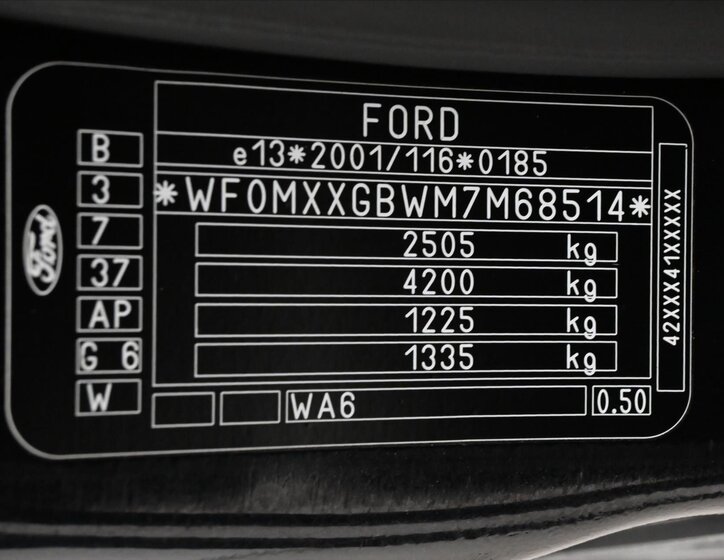 FORD
e13*2001/116*0185
*WF0MXXGBWM7M68514*
2505 kg
4200 kg
1225 kg
1335 kg
WA6
0.50
B
3
7
37
AP
G 6
W
Ford
42XXX41XXXXX